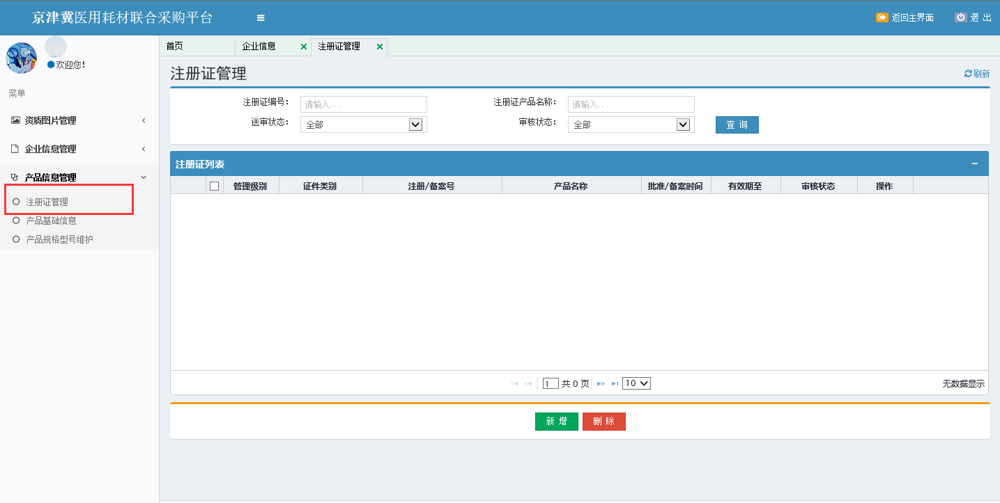 京津冀医用耗材联合采购平台
返回主界面
退 出
欢迎您!
菜单
资质图片管理
企业信息管理
产品信息管理
注册证管理
产品基础信息
产品规格型号维护
首页
企业信息
注册证管理
注册证管理
刷新
注册证编号: 请输入...
注册证产品名称: 请输入...
送审状态: 全部
审核状态: 全部
查 询
注册证列表
管理级别 证件类别 注册/备案号 产品名称 批准/备案时间 有效期至 审核状态 操作
1 共 0 页 10
无数据显示
新 增
删 除